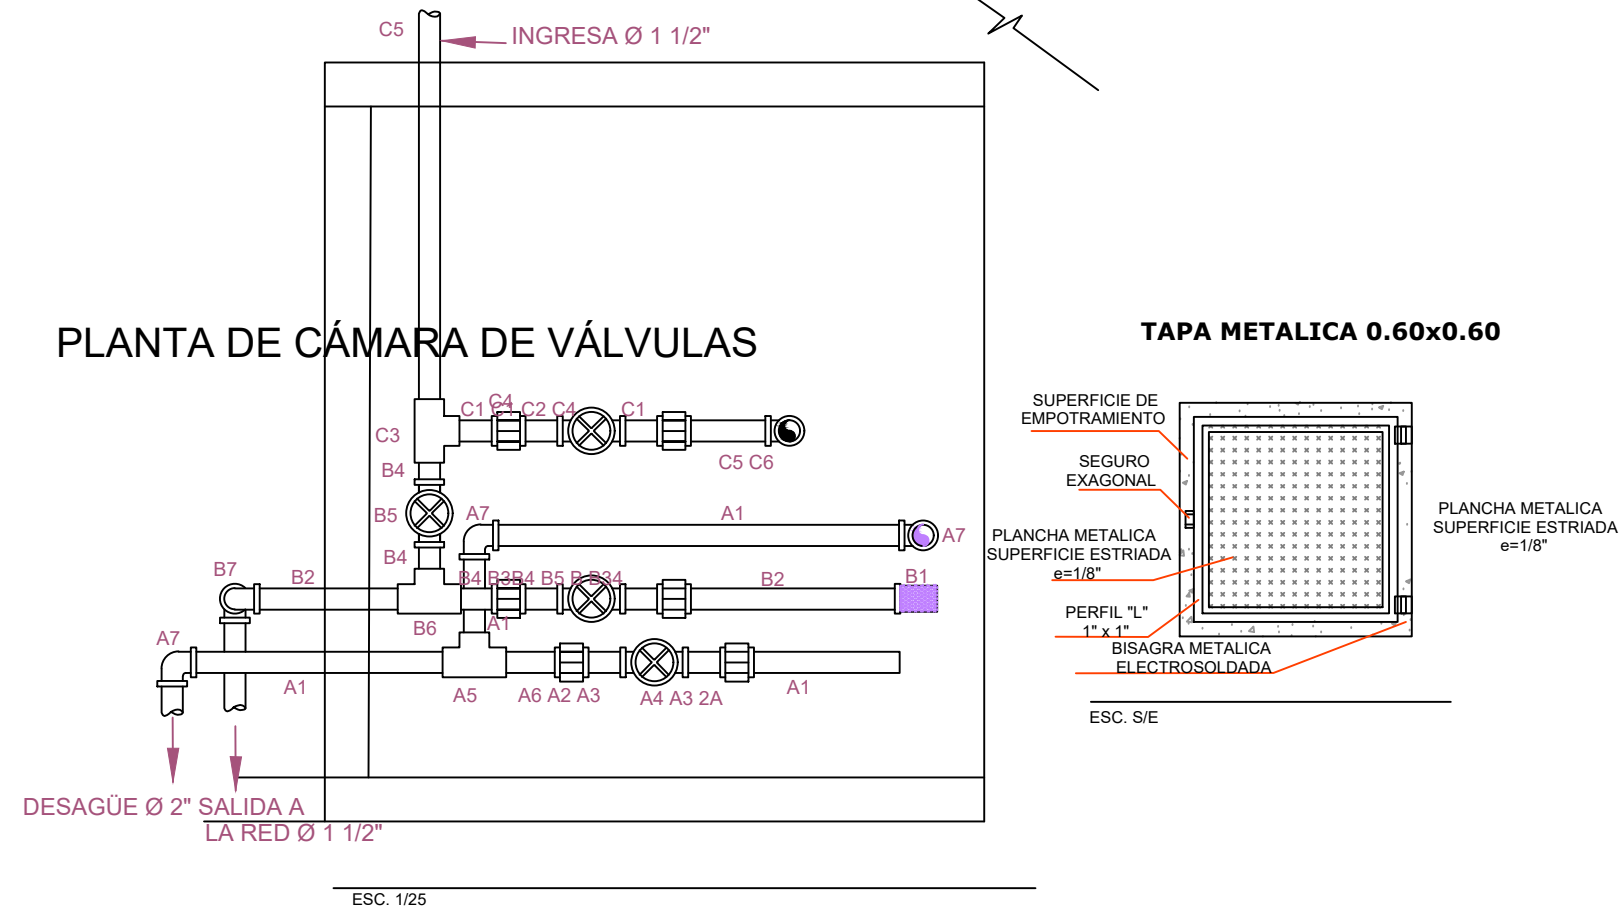 C5
INGRESA Ø 1 1/2"
PLANTA DE CÁMARA DE VÁLVULAS
C4
C1 C1 C2 C4 C1
C3
C5 C6
B4
B5
A7
A1
A7
B4
B7
B2
B4 B3B4 B5 B B34
B2
B1
B6
A1
A7
A1
A5
A6 A2 A3
A4 A3 2A
A1
DESAGÜE Ø 2" SALIDA A
LA RED Ø 1 1/2"
ESC. 1/25
TAPA METALICA 0.60x0.60
SUPERFICIE DE
EMPOTRAMIENTO
SEGURO
EXAGONAL
PLANCHA METALICA
SUPERFICIE ESTRIADA
e=1/8"
PERFIL "L"
1" x 1"
BISAGRA METALICA
ELECTROSOLDADA
PLANCHA METALICA
SUPERFICIE ESTRIADA
e=1/8"
ESC. S/E